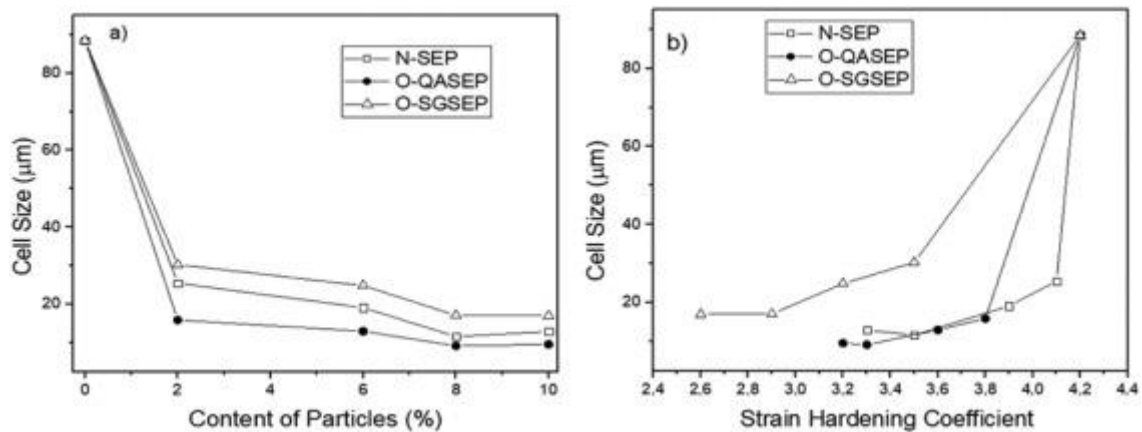 a)
N-SEP
O-QASEP
O-SGSEP
Cell Size (μm)
80
60
40
20
0
2
4
6
8
10
Content of Particles (%)
b)
N-SEP
O-QASEP
O-SGSEP
Cell Size (μm)
80
60
40
20
2,4
2,6
2,8
3,0
3,2
3,4
3,6
3,8
4,0
4,2
4,4
Strain Hardening Coefficient